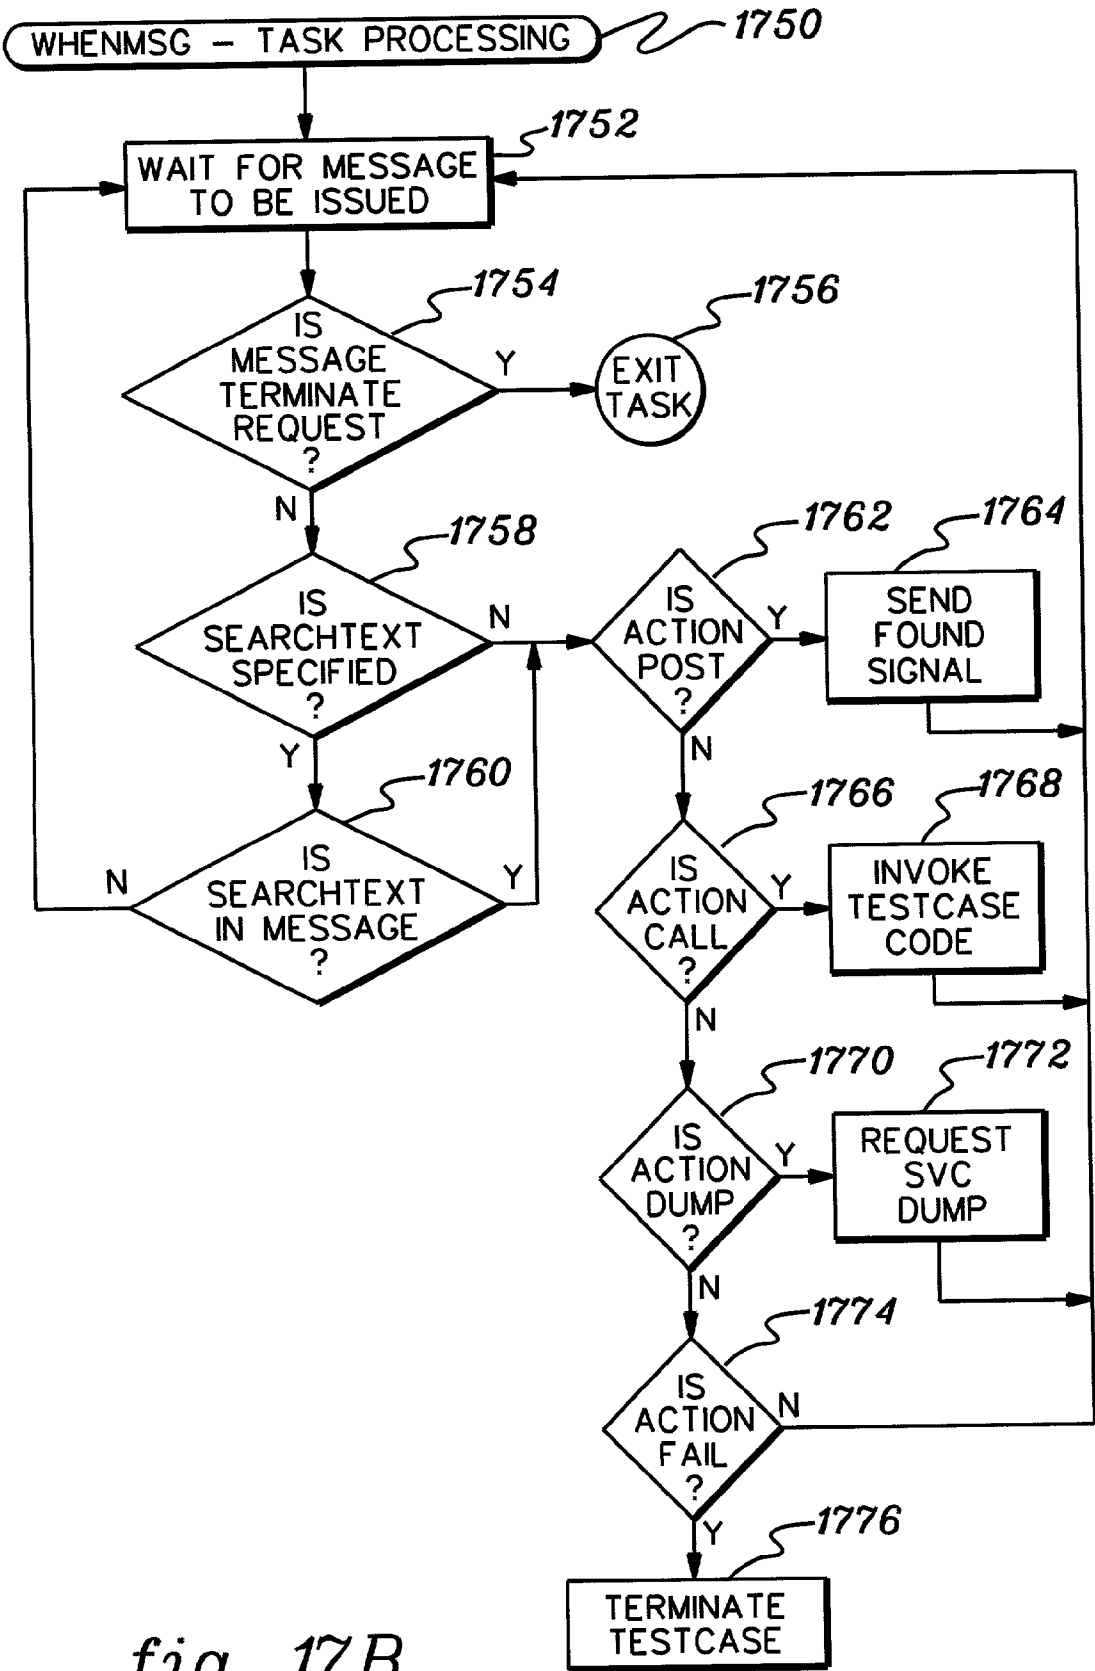 WHENMSG - TASK PROCESSING
1750
1752
WAIT FOR MESSAGE
TO BE ISSUED
1754
IS
MESSAGE
TERMINATE
REQUEST
?
Y
1756
EXIT
TASK
N
1758
IS
SEARCHTEXT
SPECIFIED
?
N
Y
1760
IS
SEARCHTEXT
IN MESSAGE
?
N
Y
1762
IS
ACTION
POST
?
Y
1764
SEND
FOUND
SIGNAL
N
1766
IS
ACTION
CALL
?
Y
1768
INVOKE
TESTCASE
CODE
N
1770
IS
ACTION
DUMP
?
Y
1772
REQUEST
SVC
DUMP
N
1774
IS
ACTION
FAIL
?
N
Y
1776
TERMINATE
TESTCASE
fig. 17B